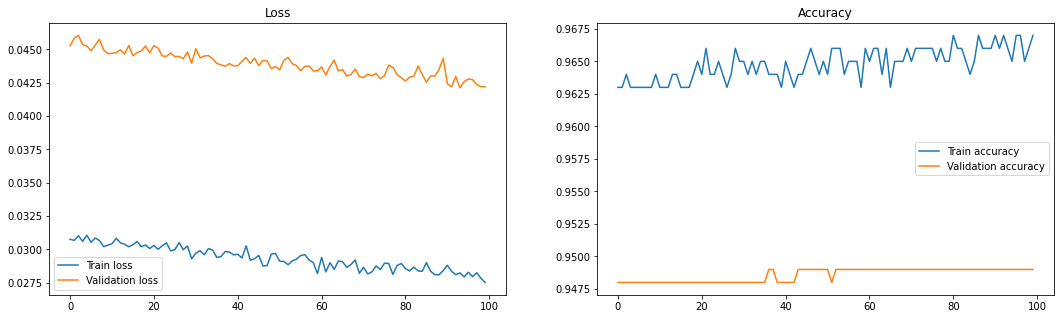 Loss
0.0450
0.0425
0.0400
0.0375
0.0350
0.0325
0.0300
0.0275
Train loss
Validation loss
0 20 40 60 80 100
Accuracy
0.9675
0.9650
0.9625
0.9600
0.9575
0.9550
0.9525
0.9500
0.9475
Train accuracy
Validation accuracy
0 20 40 60 80 100